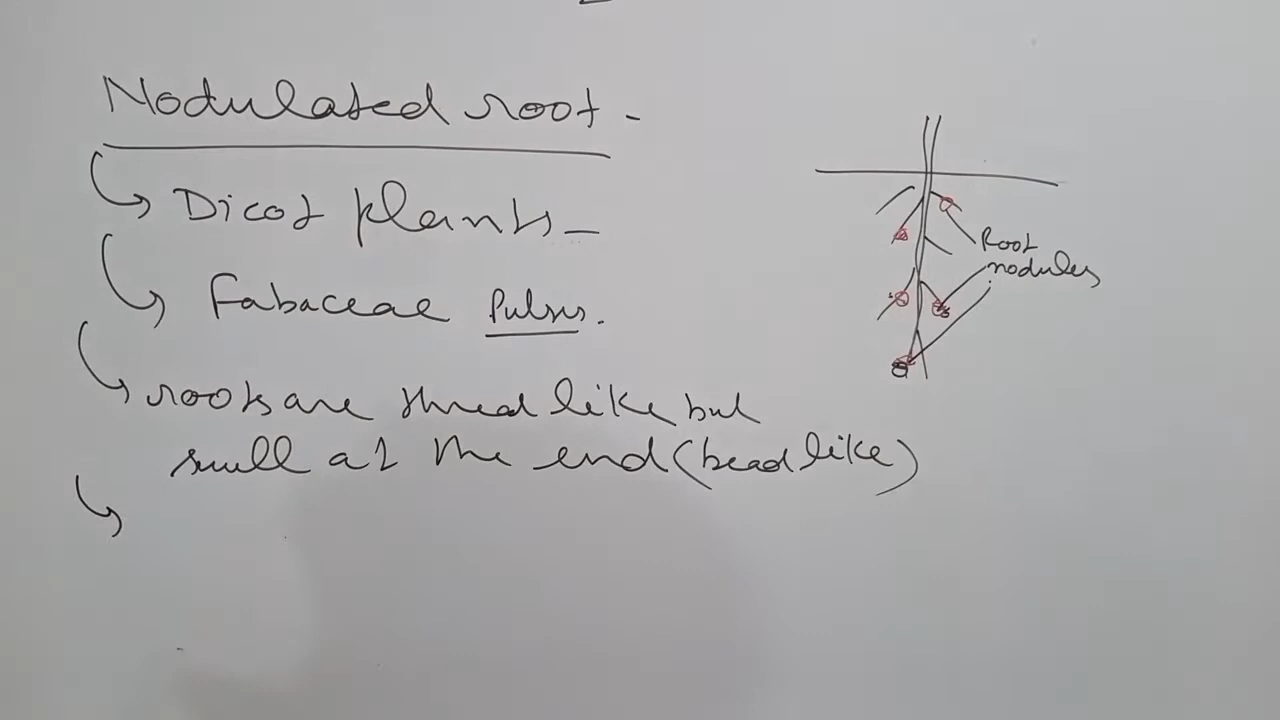 Nodulated root -
Dicot plants -
Fabaceae Pulses.
roots are thread like but
swell at the end (bead like)
Root
nodules